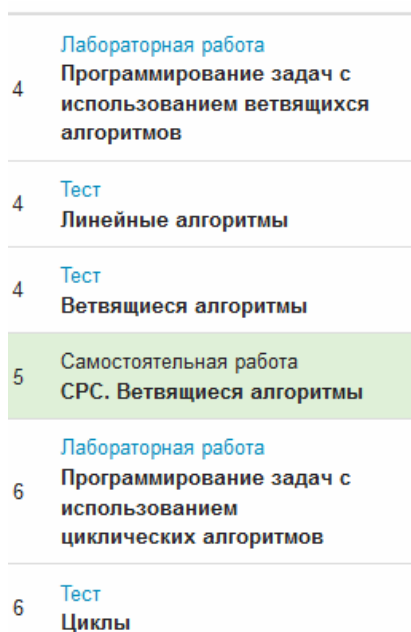 Лабораторная работа
4 Программирование задач с
использованием ветвящихся
алгоритмов
Тест
4 Линейные алгоритмы
Тест
4 Ветвящиеся алгоритмы
Самостоятельная работа
5 СРС. Ветвящиеся алгоритмы
Лабораторная работа
6 Программирование задач с
использованием
циклических алгоритмов
Тест
6 Циклы